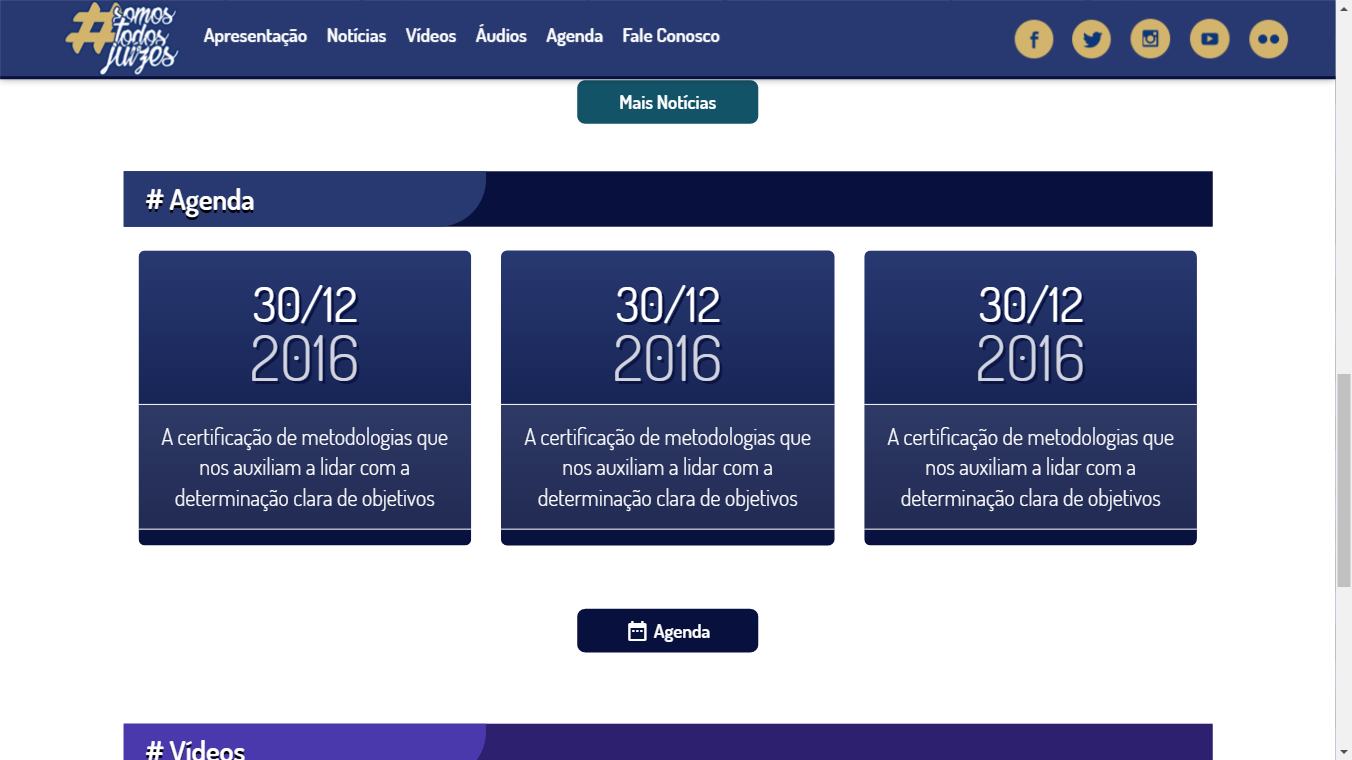 #somos
todos
juízes
Apresentação Notícias Vídeos Áudios Agenda Fale Conosco
Mais Notícias
# Agenda
30/12
2016
A certificação de metodologias que
nos auxiliam a lidar com a
determinação clara de objetivos
30/12
2016
A certificação de metodologias que
nos auxiliam a lidar com a
determinação clara de objetivos
30/12
2016
A certificação de metodologias que
nos auxiliam a lidar com a
determinação clara de objetivos
Agenda
# Vídeos